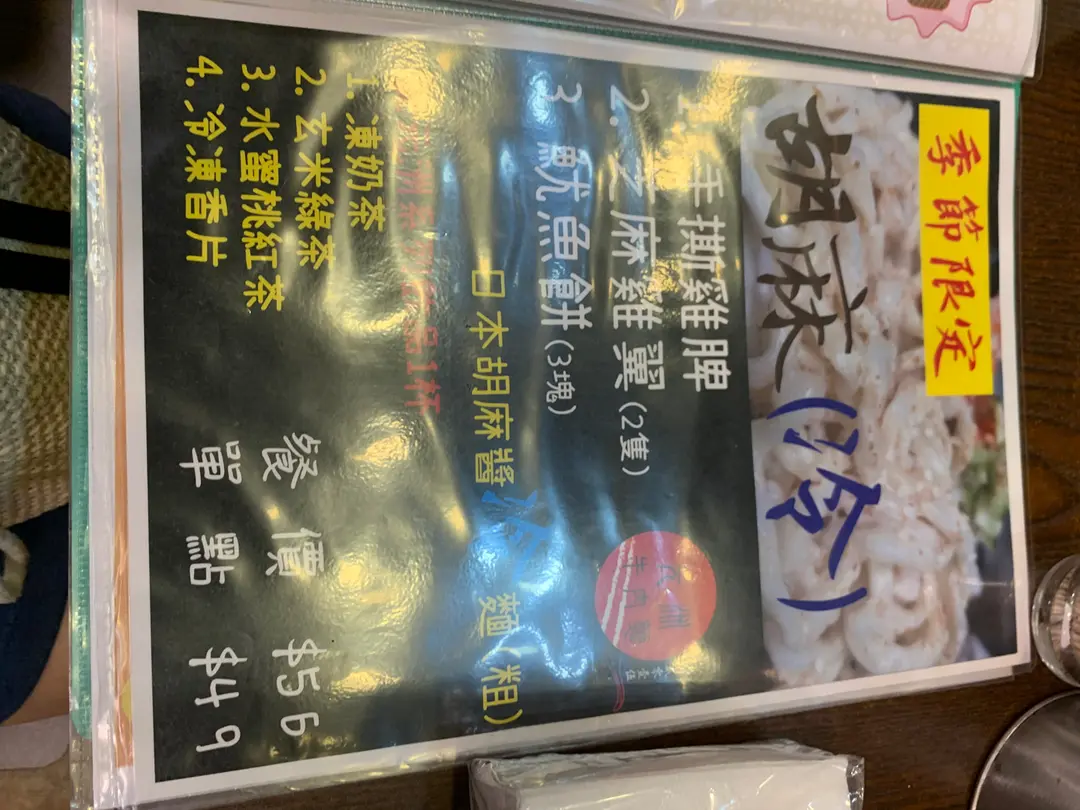 季節限定
胡麻(冷)
1.手撕雞脾
2.芝麻雞翼(2隻)
3.魷魚餅(3塊)
日本胡麻醬冷麵(粗)
品1杯
1.凍奶茶
2.玄米綠茶
3.水蜜桃紅茶
4.冷凍香片
餐價$56
單點$49